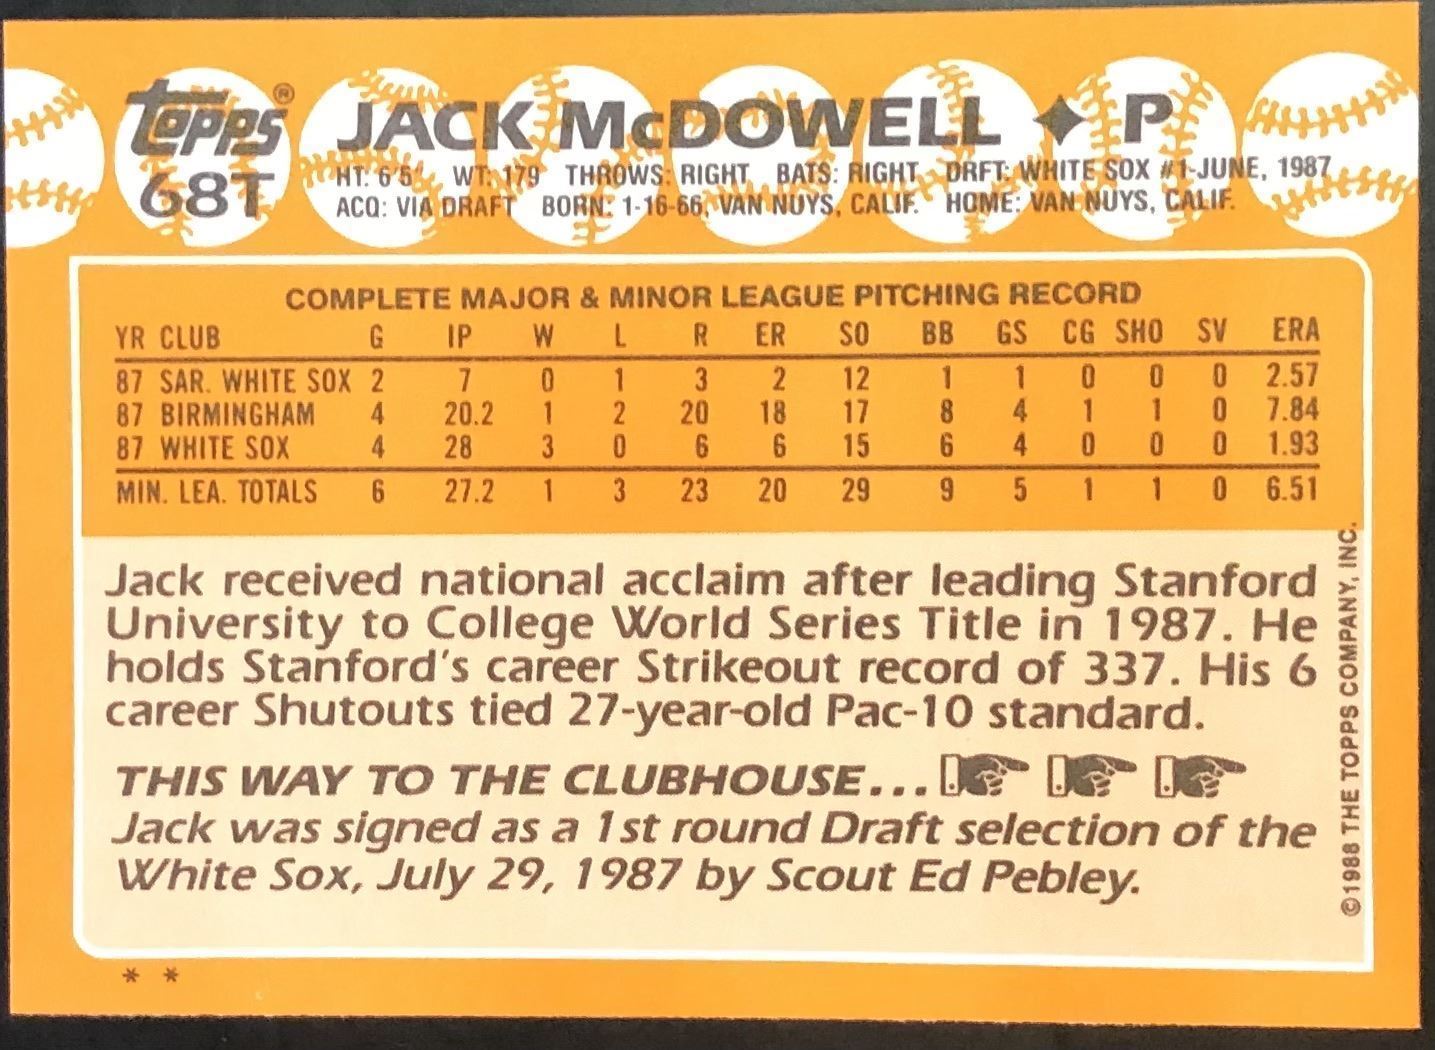 Topps® JACK McDOWELL ♦ P
68T HT: 6'5" WT: 179 THROWS: RIGHT BATS: RIGHT DRFT: WHITE SOX #1-JUNE, 1987
ACQ: VIA DRAFT BORN: 1-16-66, VAN NUYS, CALIF. HOME: VAN NUYS, CALIF.
COMPLETE MAJOR & MINOR LEAGUE PITCHING RECORD
YR CLUB G IP W L R ER SO BB GS CG SHO SV ERA
87 SAR. WHITE SOX 2 7 0 1 3 2 12 1 1 0 0 0 2.57
87 BIRMINGHAM 4 20.2 1 2 20 18 17 8 4 1 1 0 7.84
87 WHITE SOX 4 28 3 0 6 6 15 6 4 0 0 0 1.93
MIN. LEA. TOTALS 6 27.2 1 3 23 20 29 9 5 1 1 0 6.51
Jack received national acclaim after leading Stanford
University to College World Series Title in 1987. He
holds Stanford's career Strikeout record of 337. His 6
career Shutouts tied 27-year-old Pac-10 standard.
THIS WAY TO THE CLUBHOUSE...
Jack was signed as a 1st round Draft selection of the
White Sox, July 29, 1987 by Scout Ed Pebley.
©1988 THE TOPPS COMPANY, INC.
* *